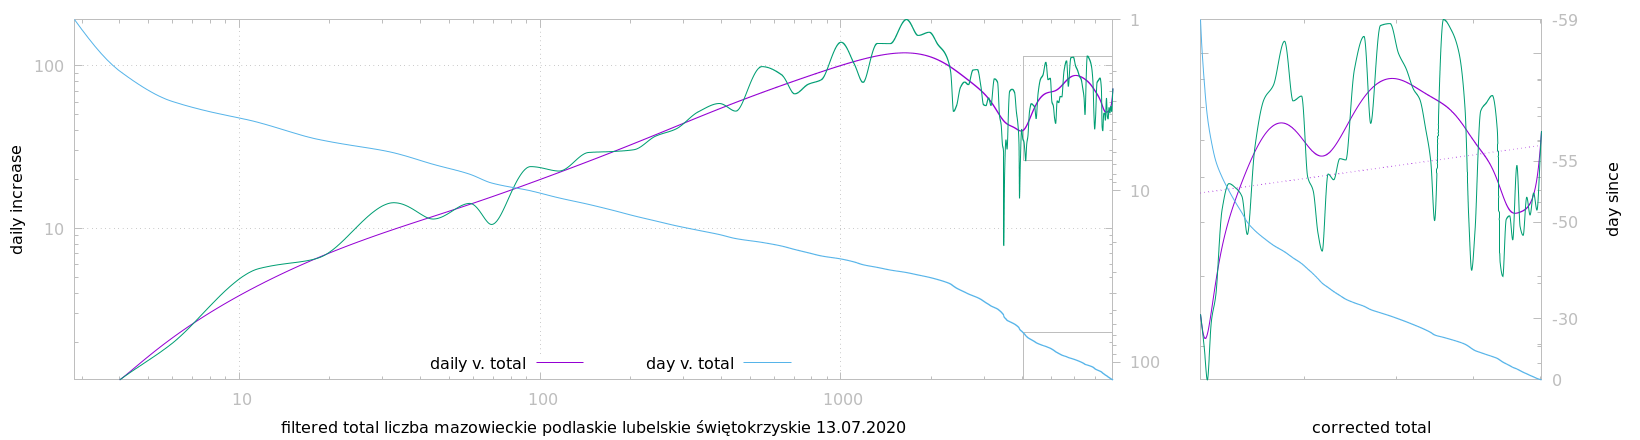 daily increase
100
10
daily v. total
day v. total
1
10
100
10
100
1000
filtered total liczba mazowieckie podlaskie lubelskie świętokrzyskie 13.07.2020
-59
-55
-50
-30
0
day since
corrected total